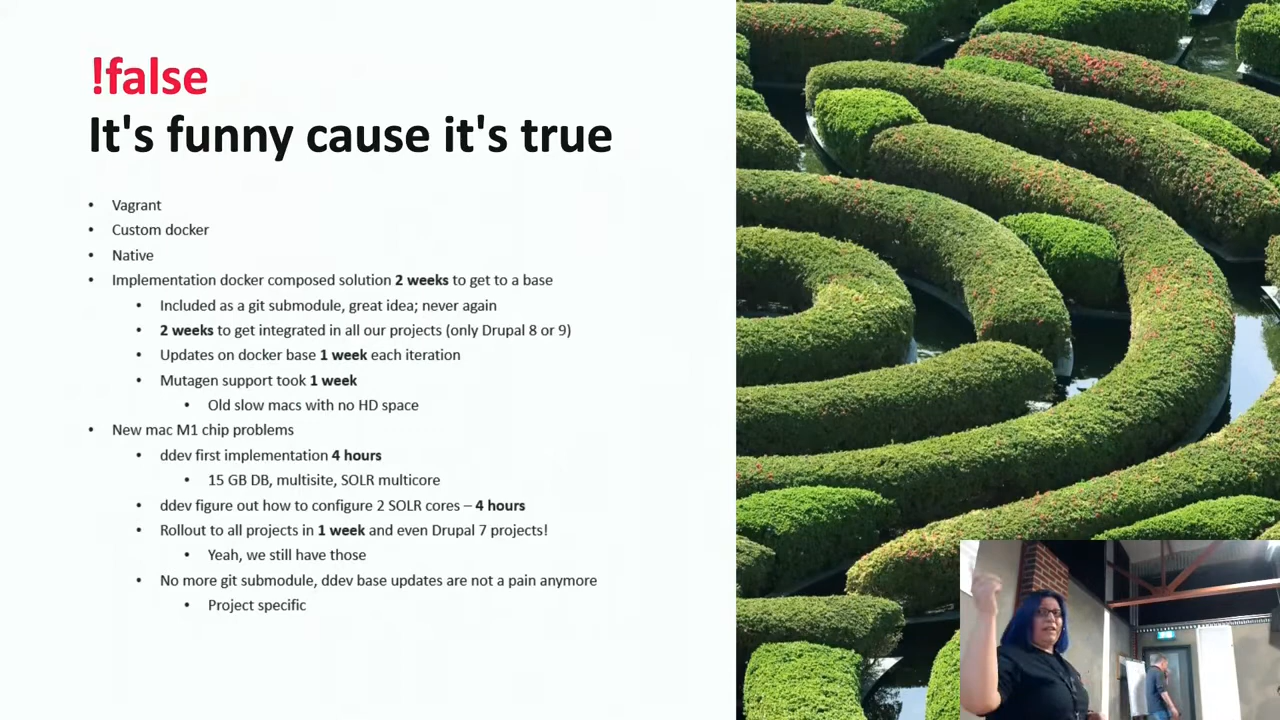 !false
It's funny cause it's true
• Vagrant
• Custom docker
• Native
• Implementation docker composed solution 2 weeks to get to a base
• Included as a git submodule, great idea; never again
• 2 weeks to get integrated in all our projects (only Drupal 8 or 9)
• Updates on docker base 1 week each iteration
• Mutagen support took 1 week
• Old slow macs with no HD space
• New mac M1 chip problems
• ddev first implementation 4 hours
• 15 GB DB, multisite, SOLR multicore
• ddev figure out how to configure 2 SOLR cores – 4 hours
• Rollout to all projects in 1 week and even Drupal 7 projects!
• Yeah, we still have those
• No more git submodule, ddev base updates are not a pain anymore
• Project specific